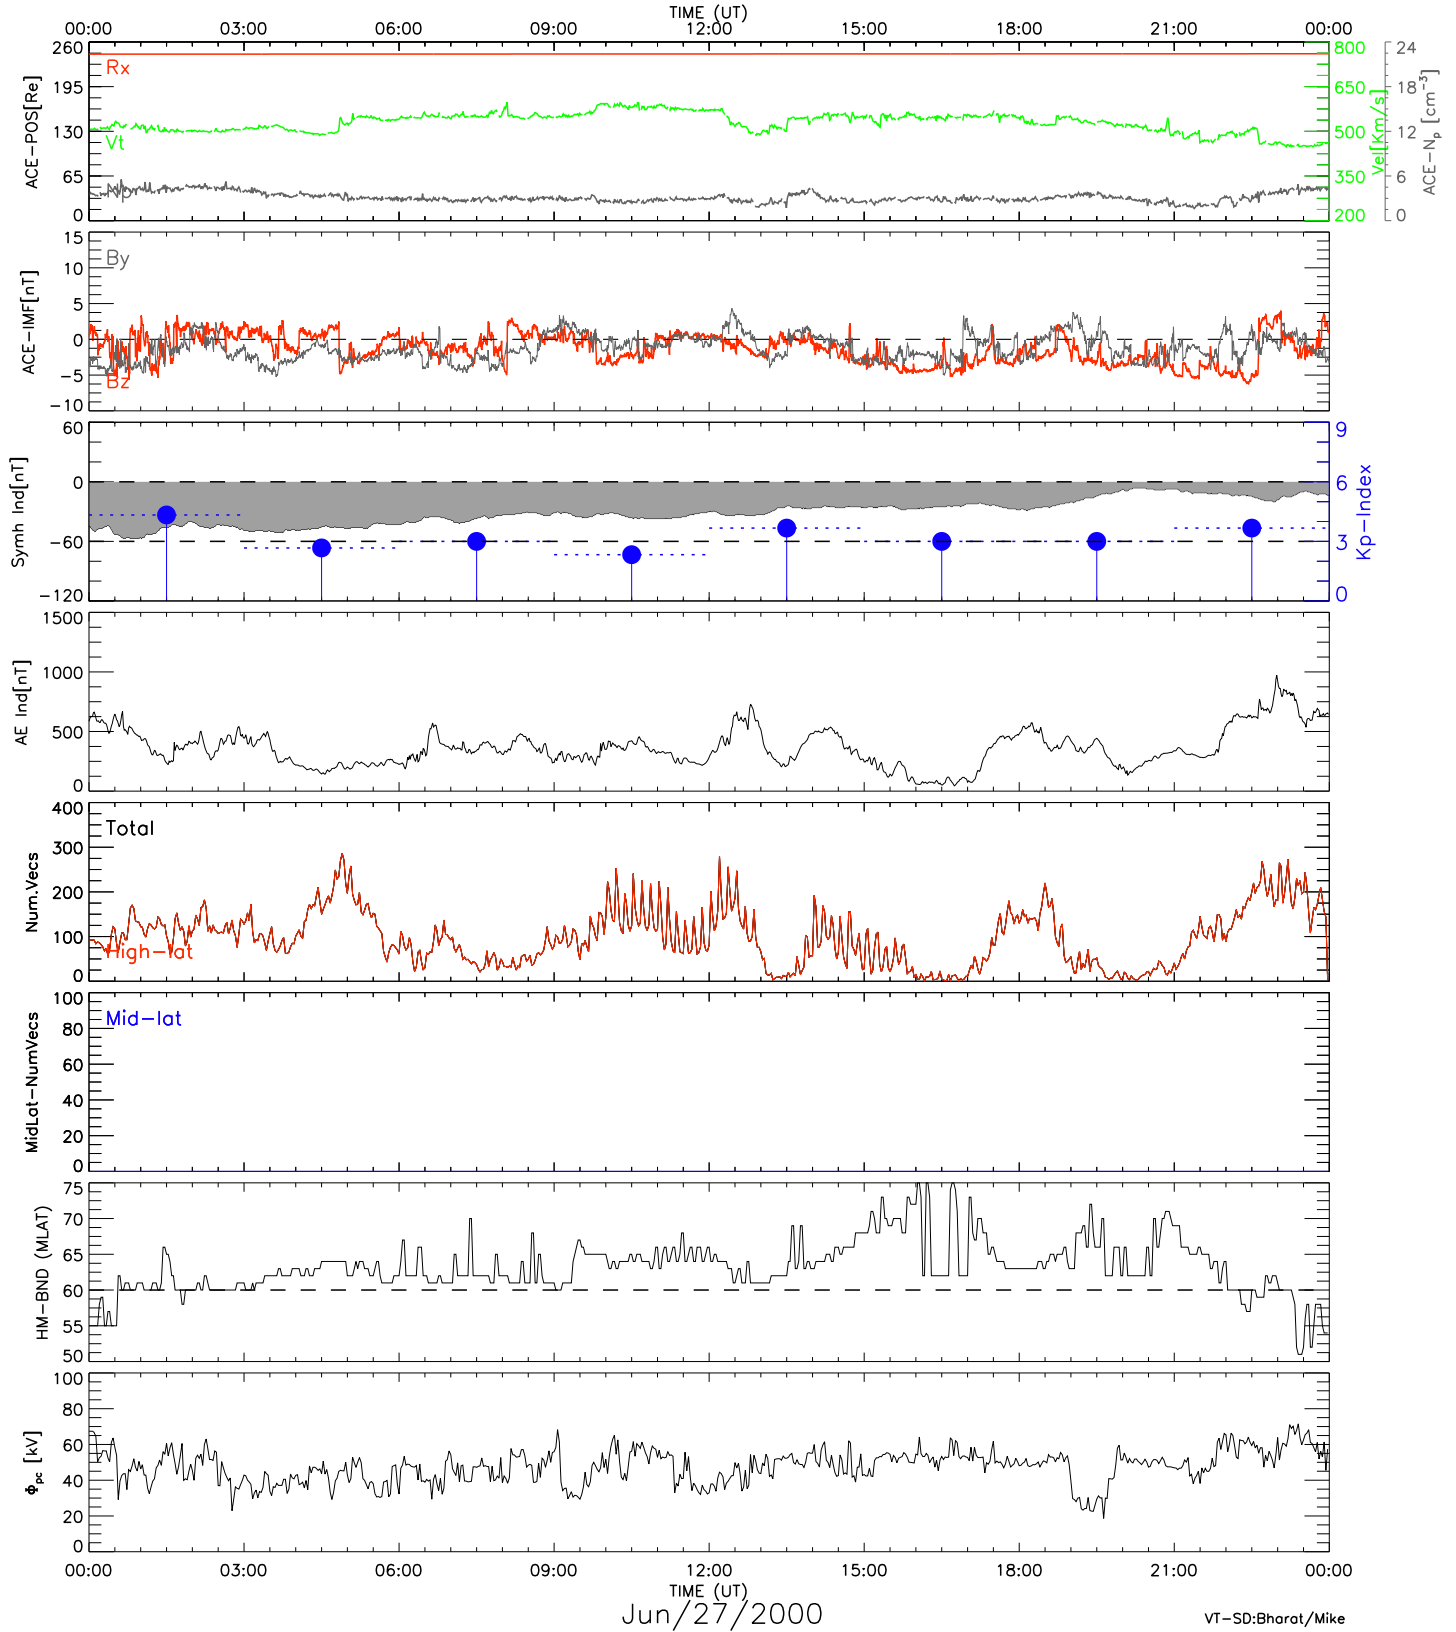 TIME (UT)
00:00 03:00 06:00 09:00 12:00 15:00 18:00 21:00 00:00
ACE-POS[Re]
260
195
130
65
0
Rx
Vt
Np
800
650
500
350
200
Vel[Km/s]
24
18
12
6
0
ACE-Np [cm-3]
ACE-IMF[nT]
15
10
5
0
-5
-10
By
Bz
Symh Ind[nT]
60
0
-60
-120
9
6
3
0
Kp-Index
AE Ind[nT]
1500
1000
500
0
Num.Vecs
400
300
200
100
0
Total
High-lat
MidLat-NumVecs
100
80
60
40
20
0
Mid-lat
HM-BND (MLAT)
75
70
65
60
55
50
Φpc [kV]
100
80
60
40
20
0
00:00 03:00 06:00 09:00 12:00 15:00 18:00 21:00 00:00
TIME (UT)
Jun/27/2000
VT-SD:Bharat/Mike